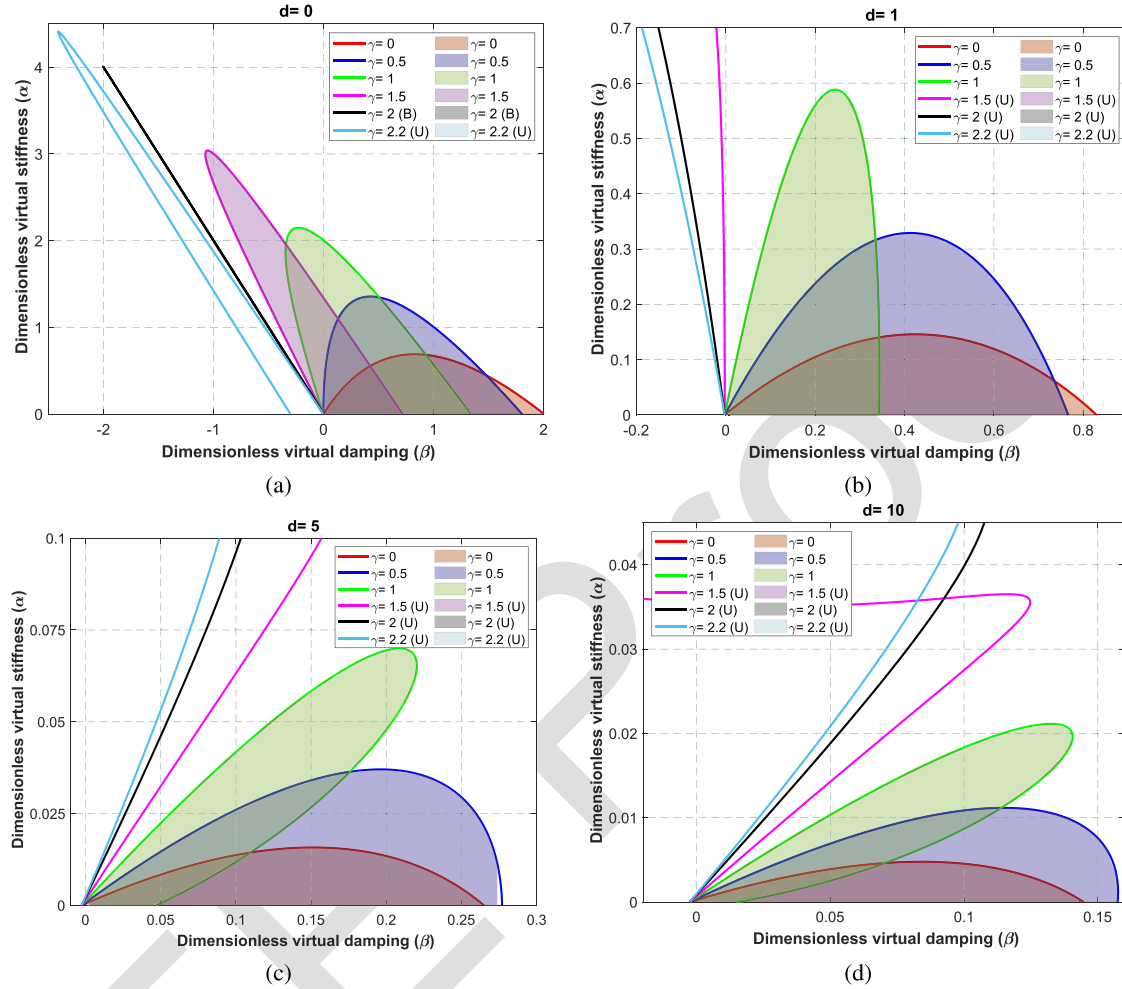 d= 0
Dimensionless virtual stiffness (α)
4
3
2
1
0
-2
-1
0
1
2
γ= 0
γ= 0.5
γ= 1
γ= 1.5
γ= 2 (B)
γ= 2.2 (U)
γ= 0
γ= 0.5
γ= 1
γ= 1.5
γ= 2 (B)
γ= 2.2 (U)
Dimensionless virtual damping (β)
(a)
d= 1
Dimensionless virtual stiffness (α)
0.7
0.6
0.5
0.4
0.3
0.2
0.1
0
-0.2
0
0.2
0.4
0.6
0.8
γ= 0
γ= 0.5
γ= 1
γ= 1.5 (U)
γ= 2 (U)
γ= 2.2 (U)
γ= 0
γ= 0.5
γ= 1
γ= 1.5 (U)
γ= 2 (U)
γ= 2.2 (U)
Dimensionless virtual damping (β)
(b)
d= 5
Dimensionless virtual stiffness (α)
0.1
0.075
0.05
0.025
0
0
0.05
0.1
0.15
0.2
0.25
0.3
γ= 0
γ= 0.5
γ= 1
γ= 1.5 (U)
γ= 2 (U)
γ= 2.2 (U)
γ= 0
γ= 0.5
γ= 1
γ= 1.5 (U)
γ= 2 (U)
γ= 2.2 (U)
Dimensionless virtual damping (β)
(c)
d= 10
Dimensionless virtual stiffness (α)
0.04
0.03
0.02
0.01
0
0
0.05
0.1
0.15
γ= 0
γ= 0.5
γ= 1
γ= 1.5 (U)
γ= 2 (U)
γ= 2.2 (U)
γ= 0
γ= 0.5
γ= 1
γ= 1.5 (U)
γ= 2 (U)
γ= 2.2 (U)
Dimensionless virtual damping (β)
(d)